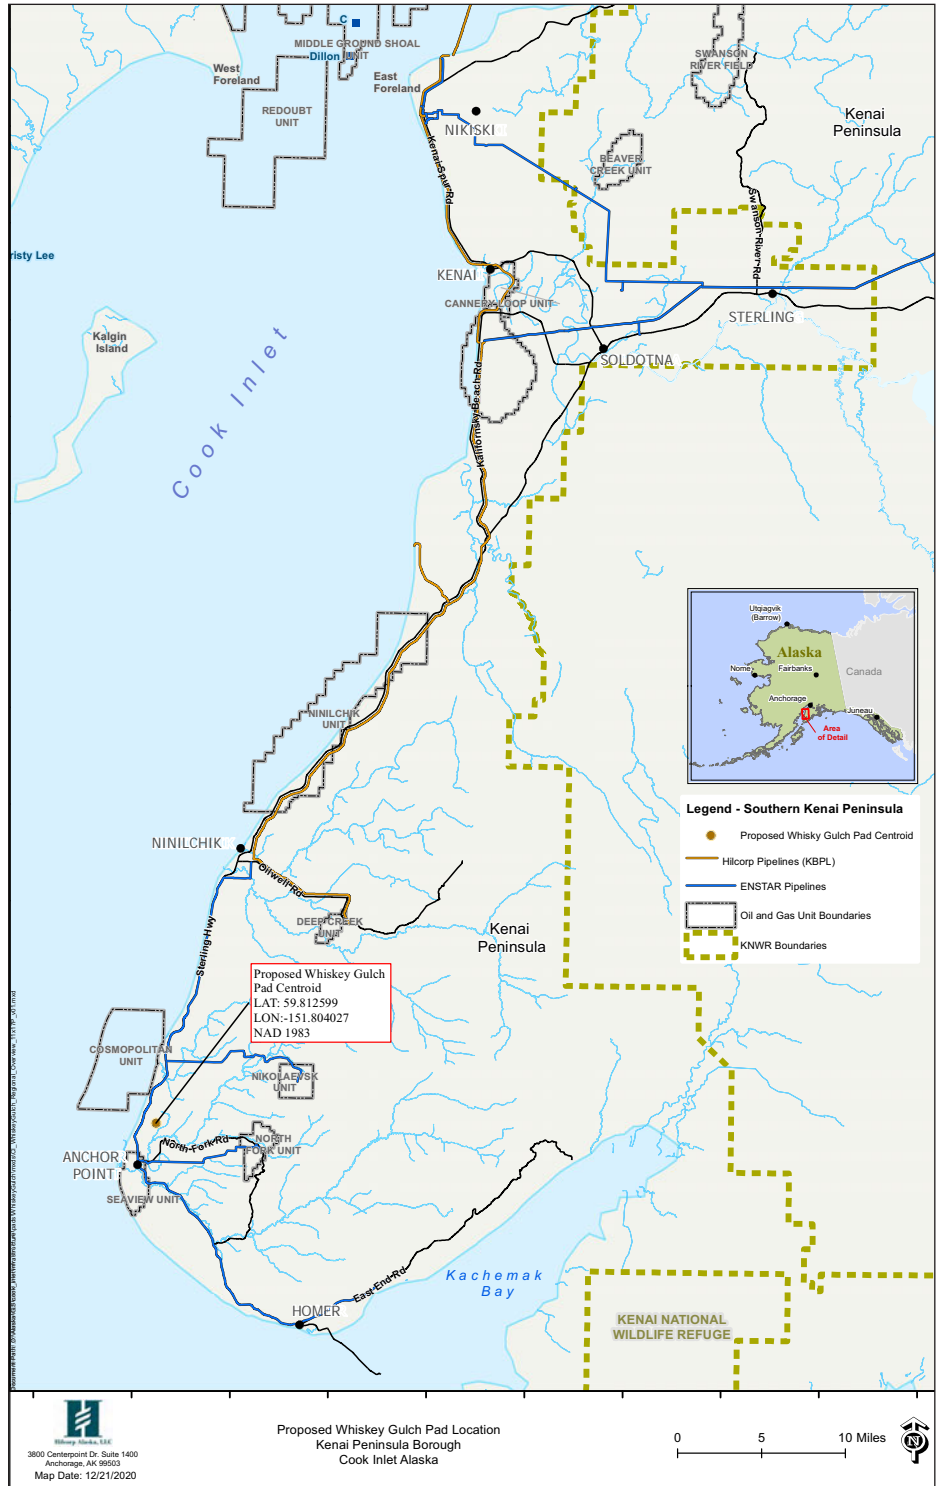 C
MIDDLE GROUND SHOAL
UNIT
Dillon
West
Foreland
East
Foreland
REDOUBT
UNIT
SWANSON
RIVER FIELD
Kenai
Peninsula
NIKISKI
BEAVER
CREEK UNIT
Kenai Spur Rd
Swanson River Rd
risty Lee
KENAI
CANNERY LOOP UNIT
STERLING
SOLDOTNA
Kalgin
Island
Cook Inlet
Kalifornsky Beach Rd
NINILCHIK
UNIT
NINILCHIK
Oilwell Rd
DEEP CREEK
UNIT
Kenai
Peninsula
Sterling Hwy
Proposed Whiskey Gulch
Pad Centroid
LAT: 59.812599
LON:-151.804027
NAD 1983
COSMOPOLITAN
UNIT
NIKOLAEVSK
UNIT
North Fork Rd
NORTH
FORK UNIT
ANCHOR
POINT
SEAVIEW UNIT
East End Rd
Kachemak
Bay
HOMER
KENAI NATIONAL
WILDLIFE REFUGE
Utqiagvik
(Barrow)
Alaska
Nome
Fairbanks
Canada
Anchorage
Juneau
Area
of Detail
Legend - Southern Kenai Peninsula
Proposed Whisky Gulch Pad Centroid
Hilcorp Pipelines (KBPL)
ENSTAR Pipelines
Oil and Gas Unit Boundaries
KNWR Boundaries
Hilcorp Alaska, LLC
3800 Centerpoint Dr. Suite 1400
Anchorage, AK 99503
Map Date: 12/21/2020
Proposed Whiskey Gulch Pad Location
Kenai Peninsula Borough
Cook Inlet Alaska
0 5 10 Miles
N